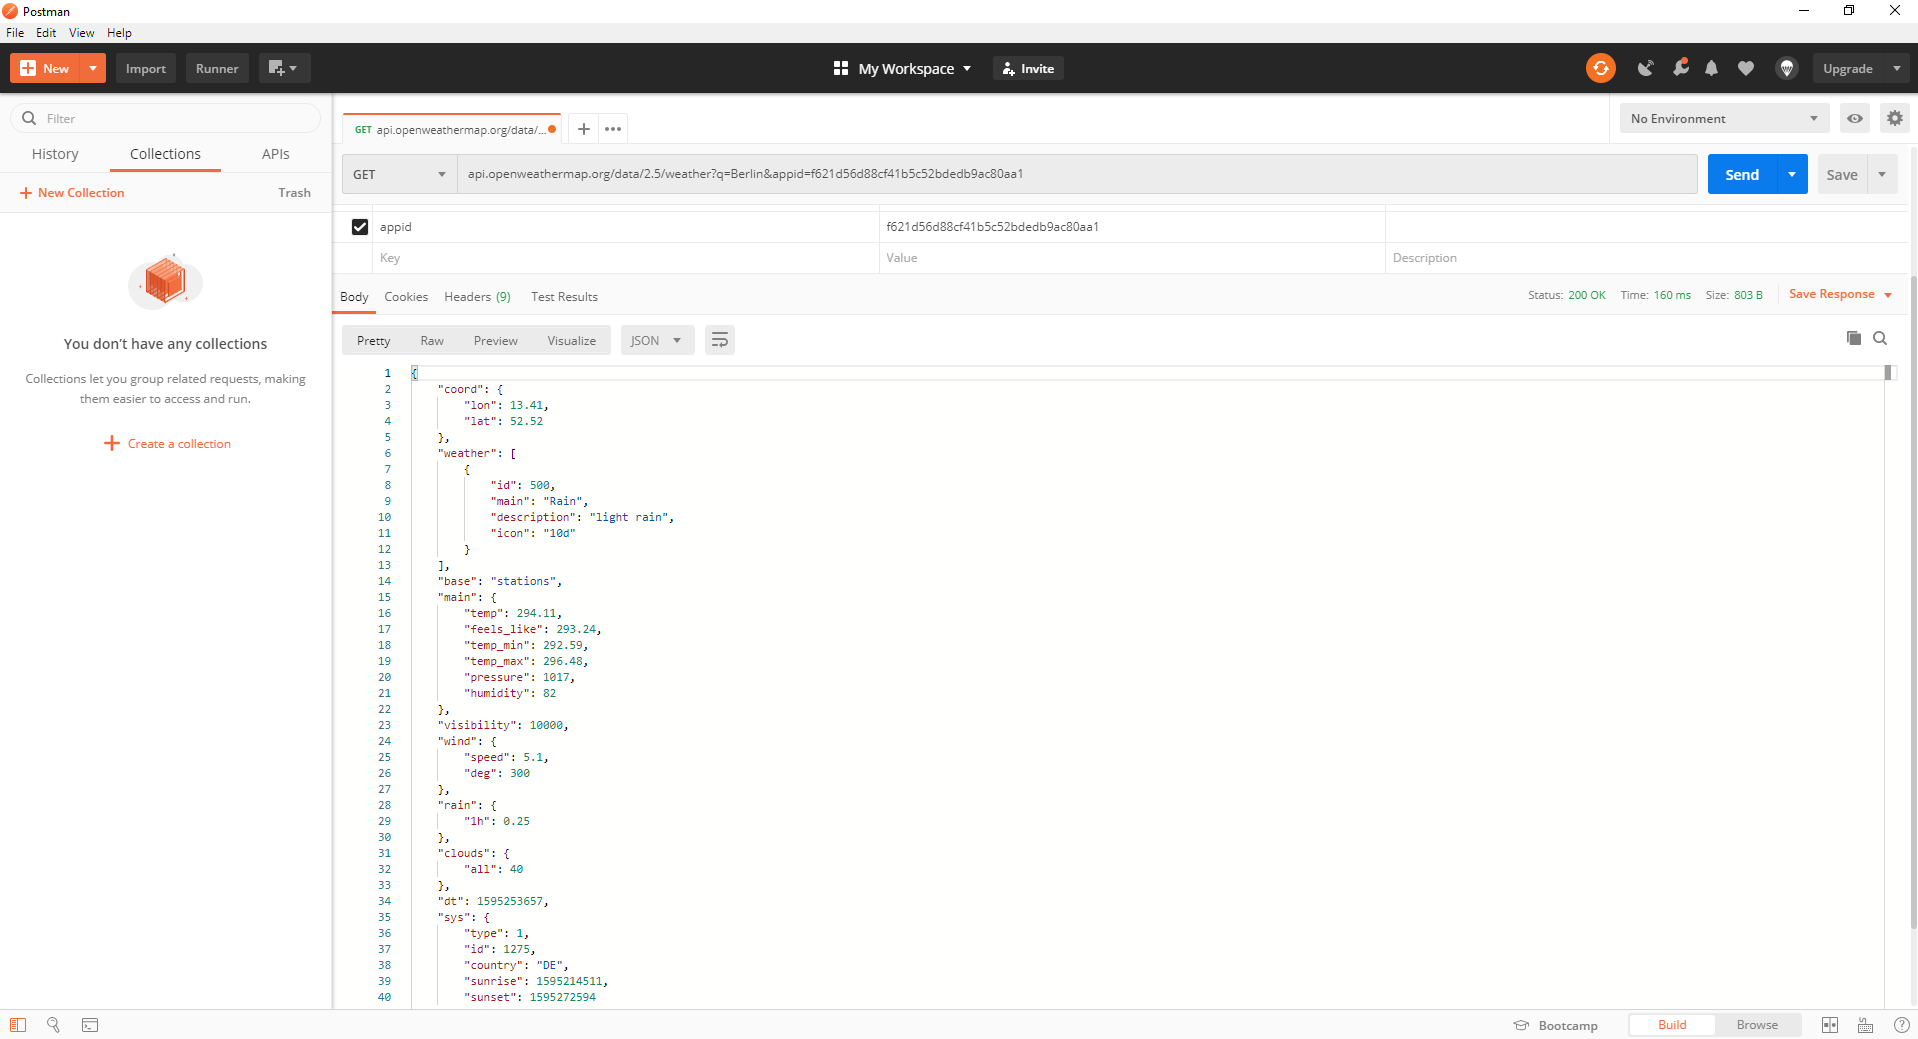 Postman
File Edit View Help
New Import Runner My Workspace Invite Upgrade
Filter
History Collections APIs
New Collection Trash
You don't have any collections
Collections let you group related requests, making
them easier to access and run.
Create a collection
GET api.openweathermap.org/data/...
No Environment
GET api.openweathermap.org/data/2.5/weather?q=Berlin&appid=f621d56d88cf41b5c52bdedb9ac80aa1 Send Save
appid f621d56d88cf41b5c52bdedb9ac80aa1
Key Value Description
Body Cookies Headers (9) Test Results Status: 200 OK Time: 160 ms Size: 803 B Save Response
Pretty Raw Preview Visualize JSON
1 {
2 "coord": {
3 "lon": 13.41,
4 "lat": 52.52
5 },
6 "weather": [
7 {
8 "id": 500,
9 "main": "Rain",
10 "description": "light rain",
11 "icon": "10d"
12 }
13 ],
14 "base": "stations",
15 "main": {
16 "temp": 294.11,
17 "feels_like": 293.24,
18 "temp_min": 292.59,
19 "temp_max": 296.48,
20 "pressure": 1017,
21 "humidity": 82
22 },
23 "visibility": 10000,
24 "wind": {
25 "speed": 5.1,
26 "deg": 300
27 },
28 "rain": {
29 "1h": 0.25
30 },
31 "clouds": {
32 "all": 40
33 },
34 "dt": 1595253657,
35 "sys": {
36 "type": 1,
37 "id": 1275,
38 "country": "DE",
39 "sunrise": 1595214511,
40 "sunset": 1595272594
Bootcamp Build Browse